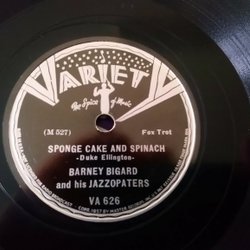 VARIETY
The Spice of Music
(M 527)
Fox Trot
SPONGE CAKE AND SPINACH
-Duke Ellington-
BARNEY BIGARD
and his JAZZOPATERS
VA 626